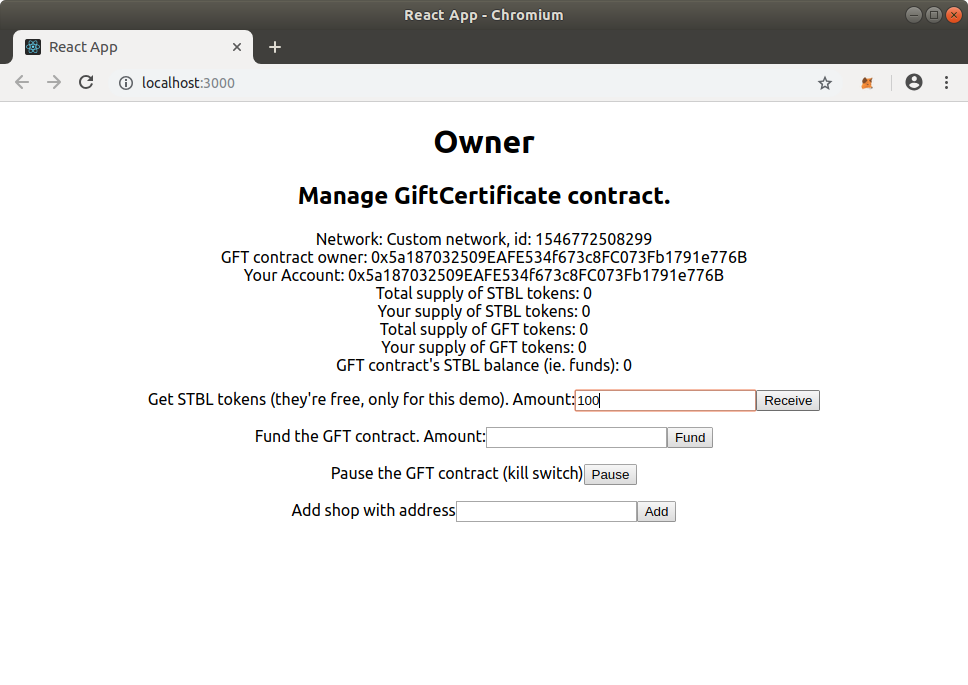 React App - Chromium
React App
localhost:3000
Owner
Manage GiftCertificate contract.
Network: Custom network, id: 1546772508299
GFT contract owner: 0x5a187032509EAFE534f673c8FC073Fb1791e776B
Your Account: 0x5a187032509EAFE534f673c8FC073Fb1791e776B
Total supply of STBL tokens: 0
Your supply of STBL tokens: 0
Total supply of GFT tokens: 0
Your supply of GFT tokens: 0
GFT contract's STBL balance (ie. funds): 0
Get STBL tokens (they're free, only for this demo). Amount: 100 Receive
Fund the GFT contract. Amount: Fund
Pause the GFT contract (kill switch) Pause
Add shop with address Add